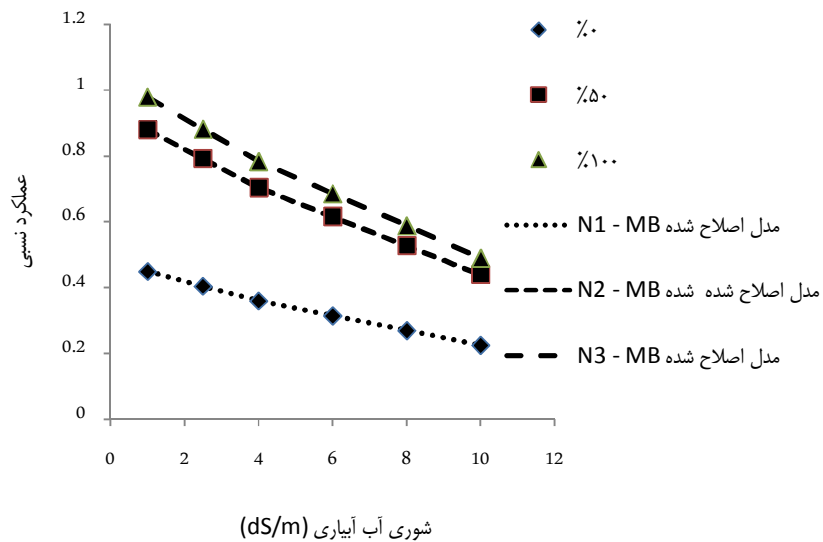 1.2
1
0.8
0.6
0.4
0.2
0
0 2 4 6 8 10 12
عملکرد نسبی
شوری آب آبیاری (dS/m)
%۰
%۵۰
%۱۰۰
مدل اصلاح شده N1 - MB
مدل اصلاح شده شده N2 - MB
مدل اصلاح شده N3 - MB